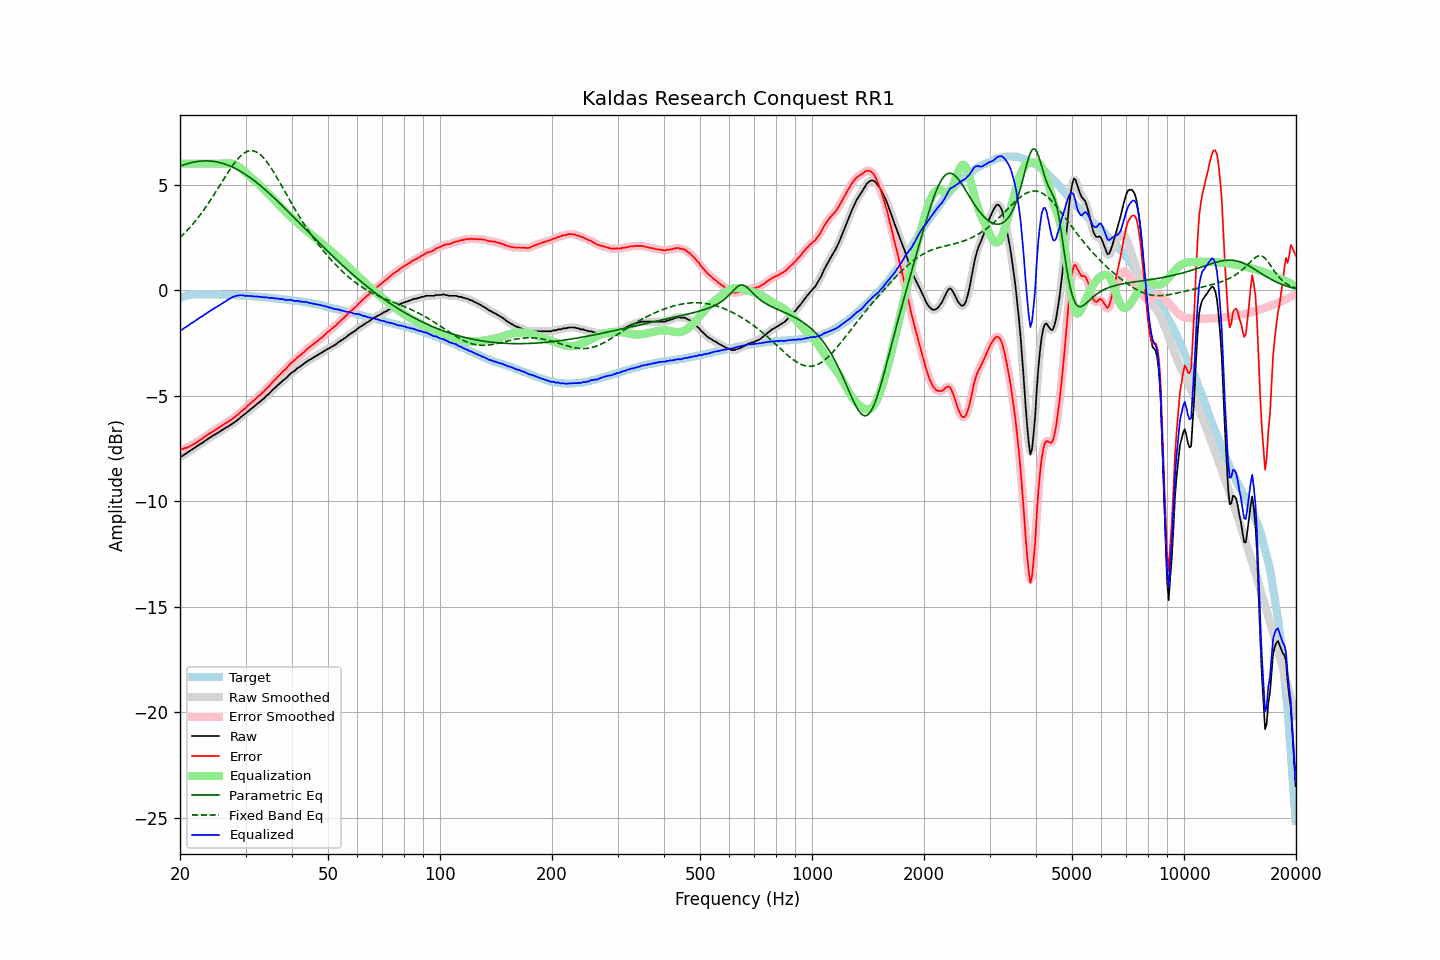 Kaldas Research Conquest RR1
5
0
−5
−10
−15
−20
−25
Amplitude (dBr)
Target
Raw Smoothed
Error Smoothed
Raw
Error
Equalization
Parametric Eq
Fixed Band Eq
Equalized
20 50 100 200 500 1000 2000 5000 10000 20000
Frequency (Hz)